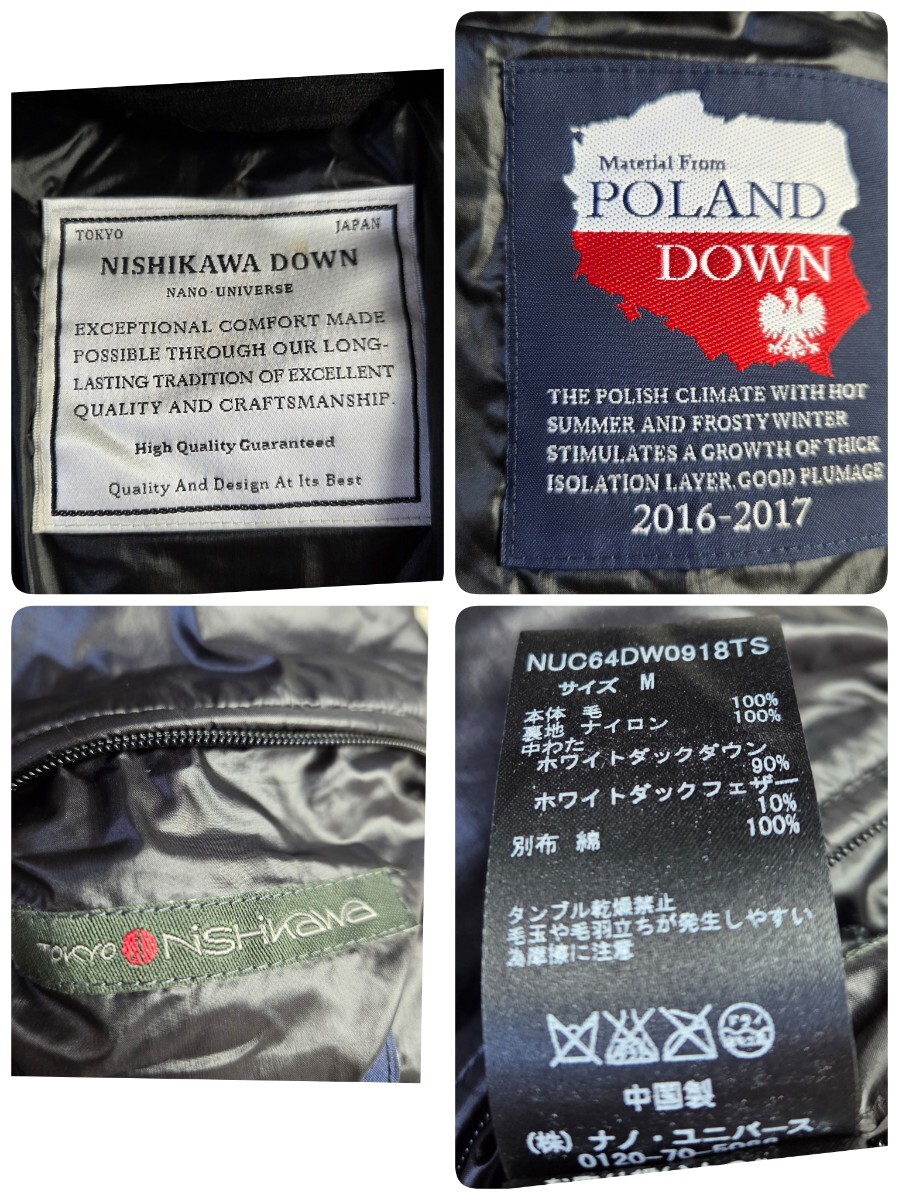 TOKYO JAPAN
NISHIKAWA DOWN
NANO·UNIVERSE
EXCEPTIONAL COMFORT MADE
POSSIBLE THROUGH OUR LONG-
LASTING TRADITION OF EXCELLENT
QUALITY AND CRAFTSMANSHIP.
High Quality Guaranteed
Quality And Design At Its Best
Material From
POLAND
DOWN
THE POLISH CLIMATE WITH HOT
SUMMER AND FROSTY WINTER
STIMULATES A GROWTH OF THICK
ISOLATION LAYER.GOOD PLUMAGE
2016-2017
TOKYO NiSHiKaWa
NUC64DW0918TS
サイズ M
本体 毛 100%
裏地 ナイロン 100%
中わた
ホワイトダックダウン
90%
ホワイトダックフェザー
10%
別布 綿 100%
タンブル乾燥禁止
毛玉や毛羽立ちが発生しやすい
為摩擦に注意
ドライ
中国製
(株) ナノ・ユニバース
0120-70-